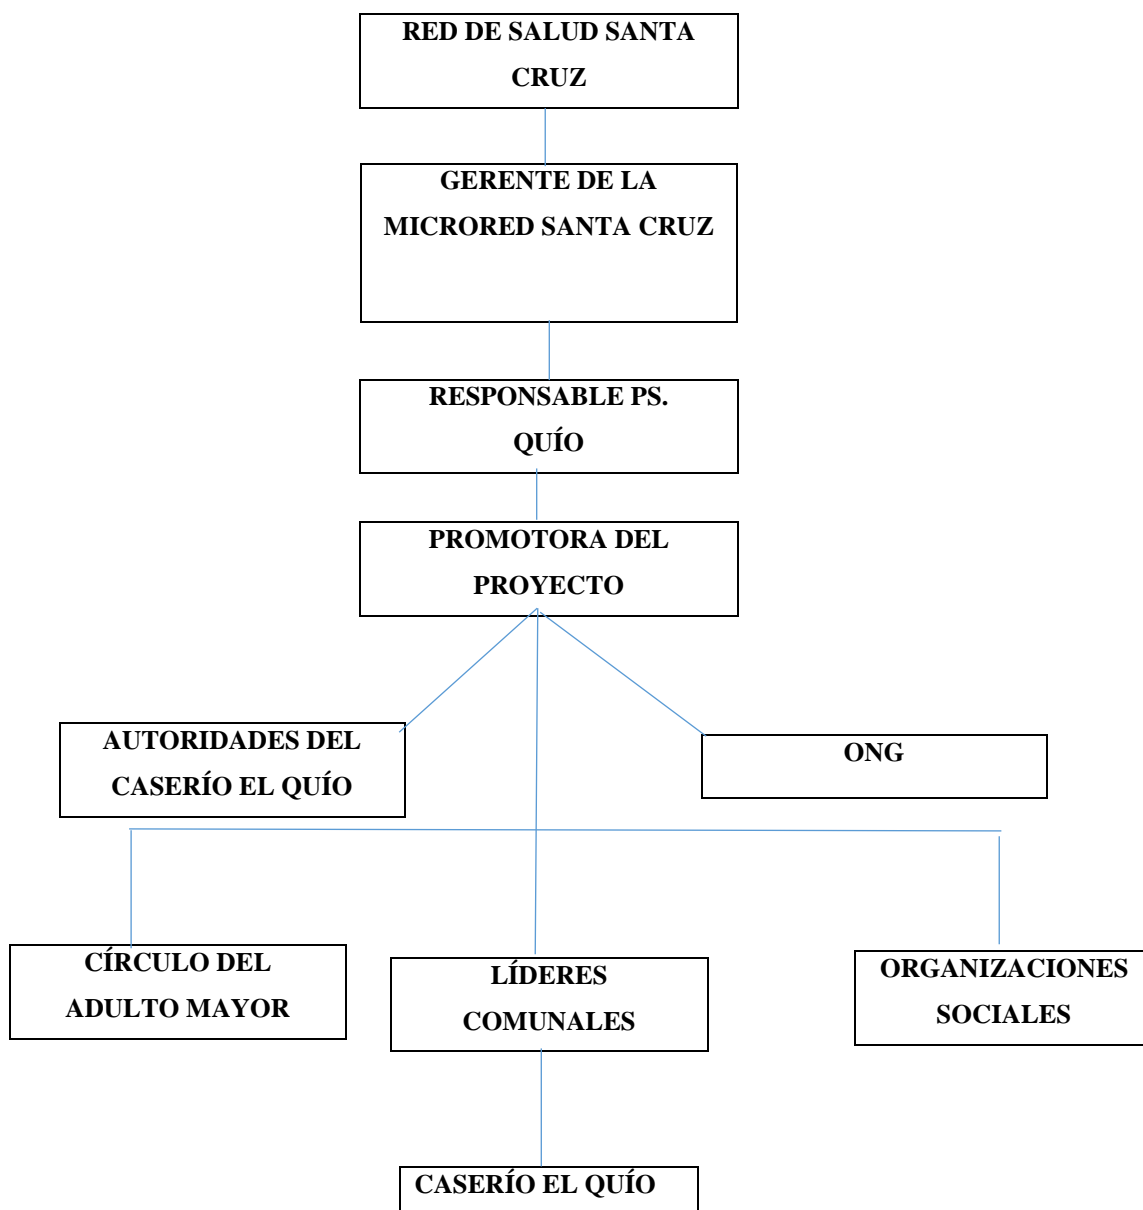 RED DE SALUD SANTA
CRUZ
GERENTE DE LA
MICRORED SANTA CRUZ
RESPONSABLE PS.
QUÍO
PROMOTORA DEL
PROYECTO
AUTORIDADES DEL
CASERÍO EL QUÍO
ONG
CÍRCULO DEL
ADULTO MAYOR
LÍDERES
COMUNALES
ORGANIZACIONES
SOCIALES
CASERÍO EL QUÍO